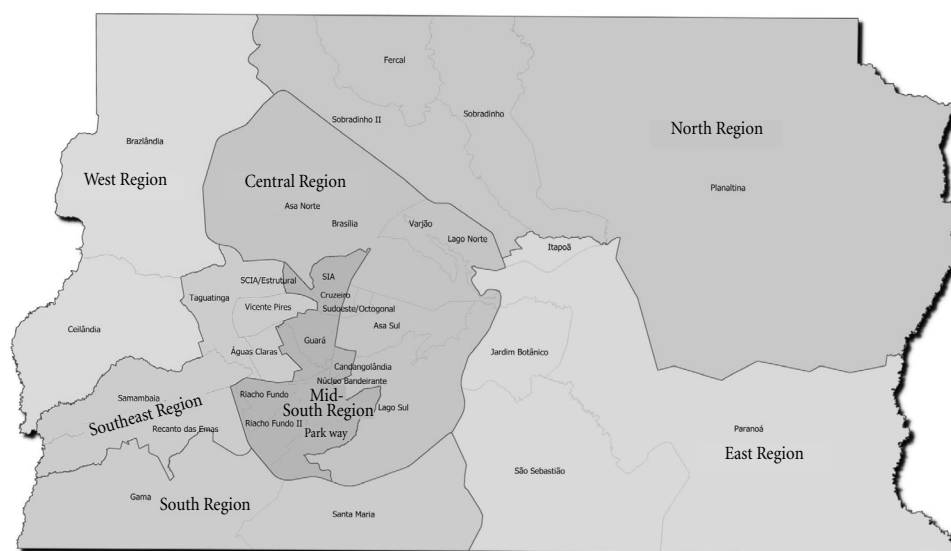 Fercal
Sobradinho II
Sobradinho
North Region
Planaltina
Brazlândia
West Region
Central Region
Asa Norte
Brasília
Varjão
Lago Norte
Itapoã
SCIA/Estrutural
SIA
Taguatinga
Vicente Pires
Cruzeiro
Sudoeste/Octogonal
Asa Sul
Ceilândia
Guará
Águas Claras
Jardim Botânico
Candangolândia
Núcluo Bandeirante
Riacho Fundo
Mid-
South Region
Lago Sul
Samambaia
Southeast Region
Recanto das Emas
Riacho Fundo II
Park way
Paranoá
East Region
São Sebastião
Gama
South Region
Santa Maria